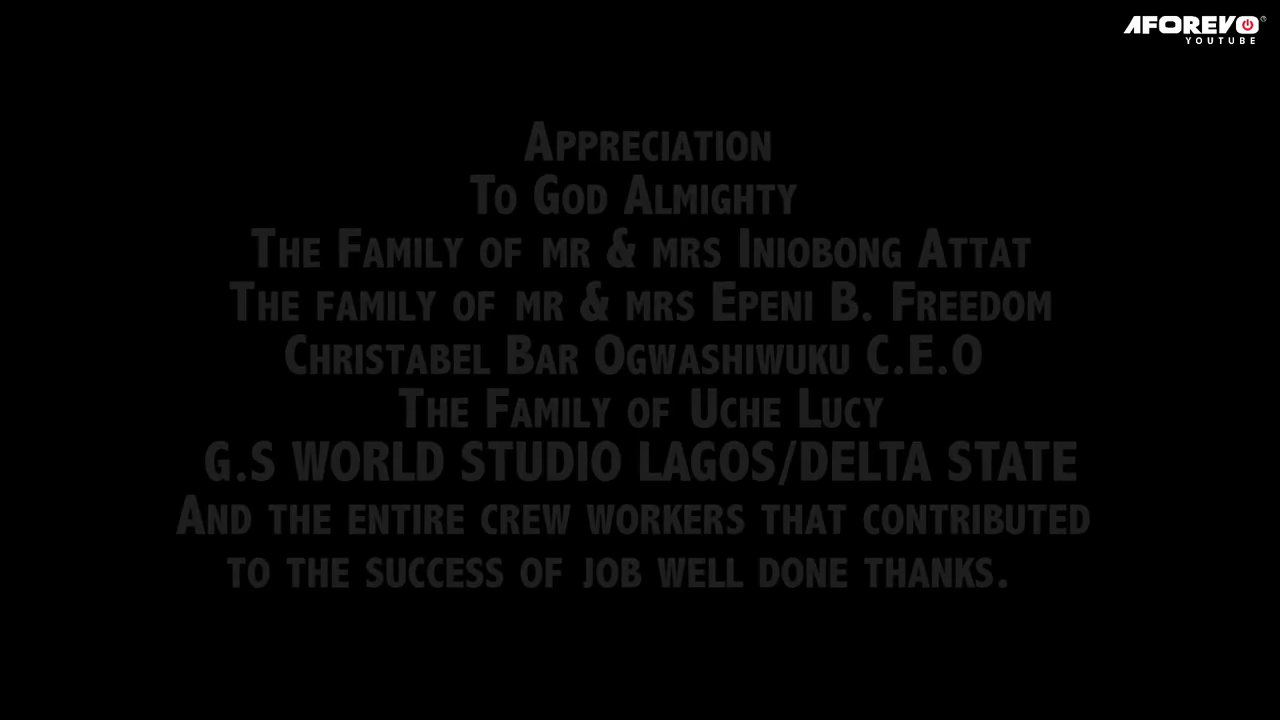 AFOREVO
YOUTUBE
Appreciation
To God Almighty
The Family of mr & mrs Iniobong Attat
The family of mr & mrs Epeni B. Freedom
Christabel Bar Ogwashiwuku C.E.O
The Family of Uche Lucy
G.S WORLD STUDIO LAGOS/DELTA STATE
And the entire crew workers that contributed
to the success of job well done thanks.